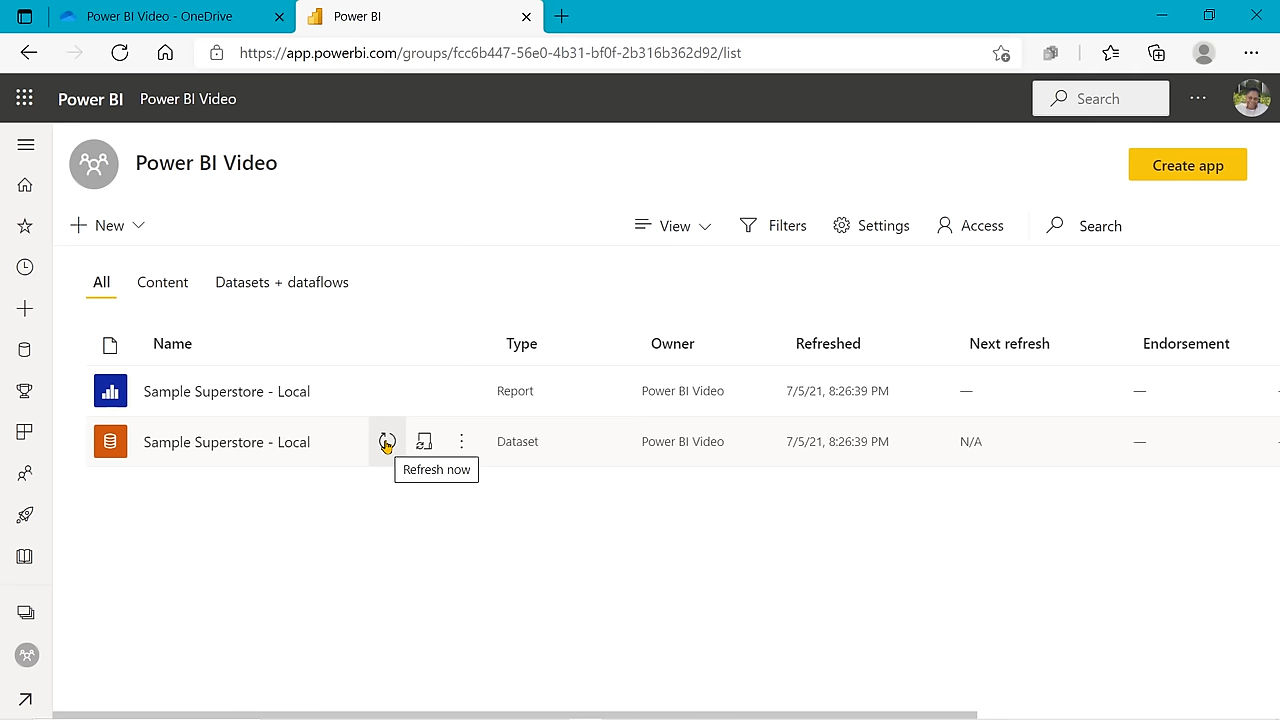 Power BI Video - OneDrive
Power BI
https://app.powerbi.com/groups/fcc6b447-56e0-4b31-bf0f-2b316b362d92/list
Power BI Power BI Video
Search
Power BI Video
Create app
New
View
Filters
Settings
Access
Search
All Content Datasets + dataflows
Name Type Owner Refreshed Next refresh Endorsement
Sample Superstore - Local Report Power BI Video 7/5/21, 8:26:39 PM — —
Sample Superstore - Local Dataset Power BI Video 7/5/21, 8:26:39 PM N/A —
Refresh now